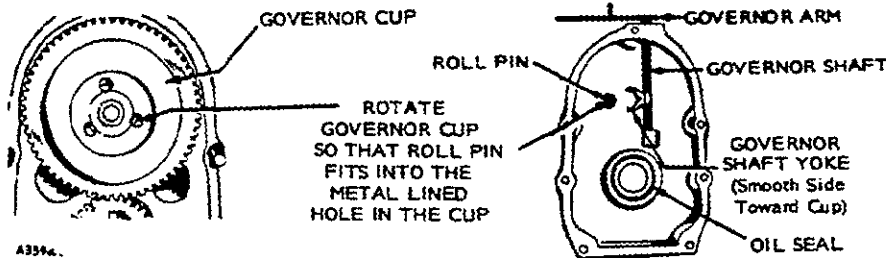 GOVERNOR CUP
GOVERNOR ARM
ROLL PIN
GOVERNOR SHAFT
ROTATE
GOVERNOR CUP
SO THAT ROLL PIN
FITS INTO THE
METAL LINED
HOLE IN THE CUP
GOVERNOR
SHAFT YOKE
(Smooth Side
Toward Cup)
OIL SEAL